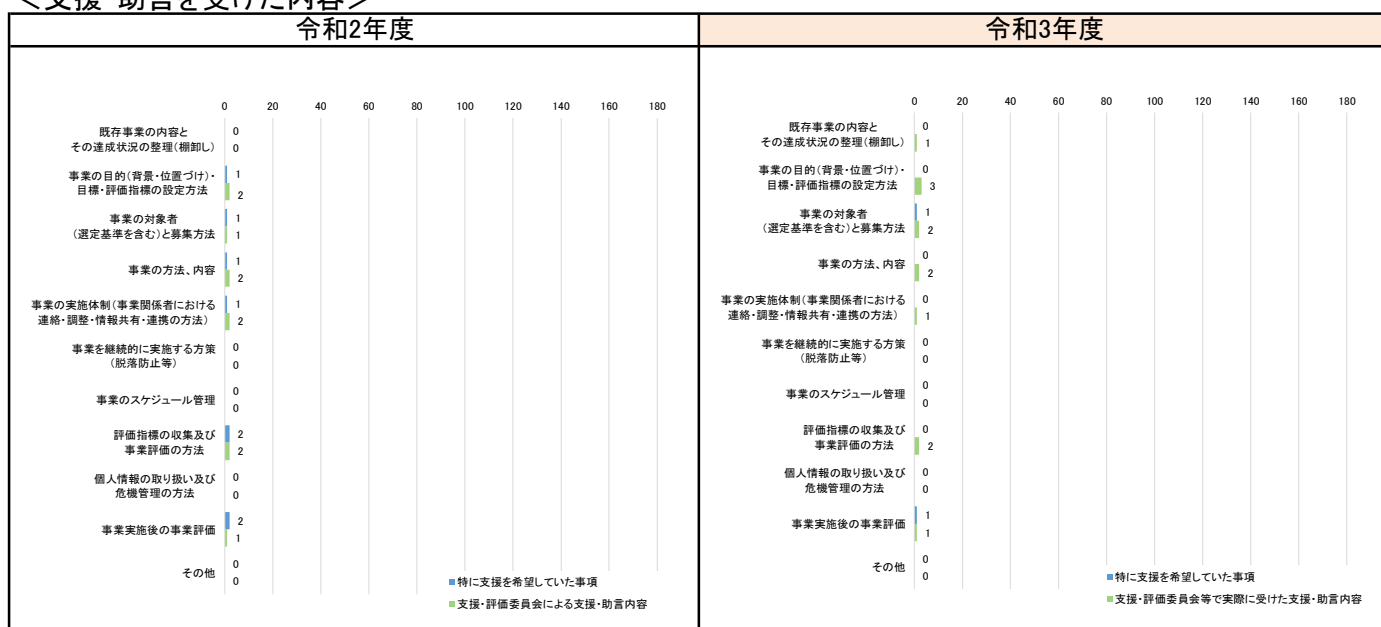 ＜支援・助言を受けた内容＞
令和2年度
0 20 40 60 80 100 120 140 160 180
既存事業の内容と
その達成状況の整理(棚卸し)
0
0
事業の目的(背景・位置づけ)・
目標・評価指標の設定方法
1
2
事業の対象者
(選定基準を含む)と募集方法
1
1
事業の方法、内容
1
2
事業の実施体制(事業関係者における
連絡・調整・情報共有・連携の方法)
1
2
事業を継続的に実施する方策
(脱落防止等)
0
0
事業のスケジュール管理
0
0
評価指標の収集及び
事業評価の方法
2
2
個人情報の取り扱い及び
危機管理の方法
0
0
事業実施後の事業評価
2
1
その他
0
0
特に支援を希望していた事項
支援・評価委員会による支援・助言内容
令和3年度
0 20 40 60 80 100 120 140 160 180
既存事業の内容と
その達成状況の整理(棚卸し)
0
1
事業の目的(背景・位置づけ)・
目標・評価指標の設定方法
0
3
事業の対象者
(選定基準を含む)と募集方法
1
2
事業の方法、内容
0
2
事業の実施体制(事業関係者における
連絡・調整・情報共有・連携の方法)
0
1
事業を継続的に実施する方策
(脱落防止等)
0
0
事業のスケジュール管理
0
0
評価指標の収集及び
事業評価の方法
0
2
個人情報の取り扱い及び
危機管理の方法
0
0
事業実施後の事業評価
1
1
その他
0
0
特に支援を希望していた事項
支援・評価委員会等で実際に受けた支援・助言内容